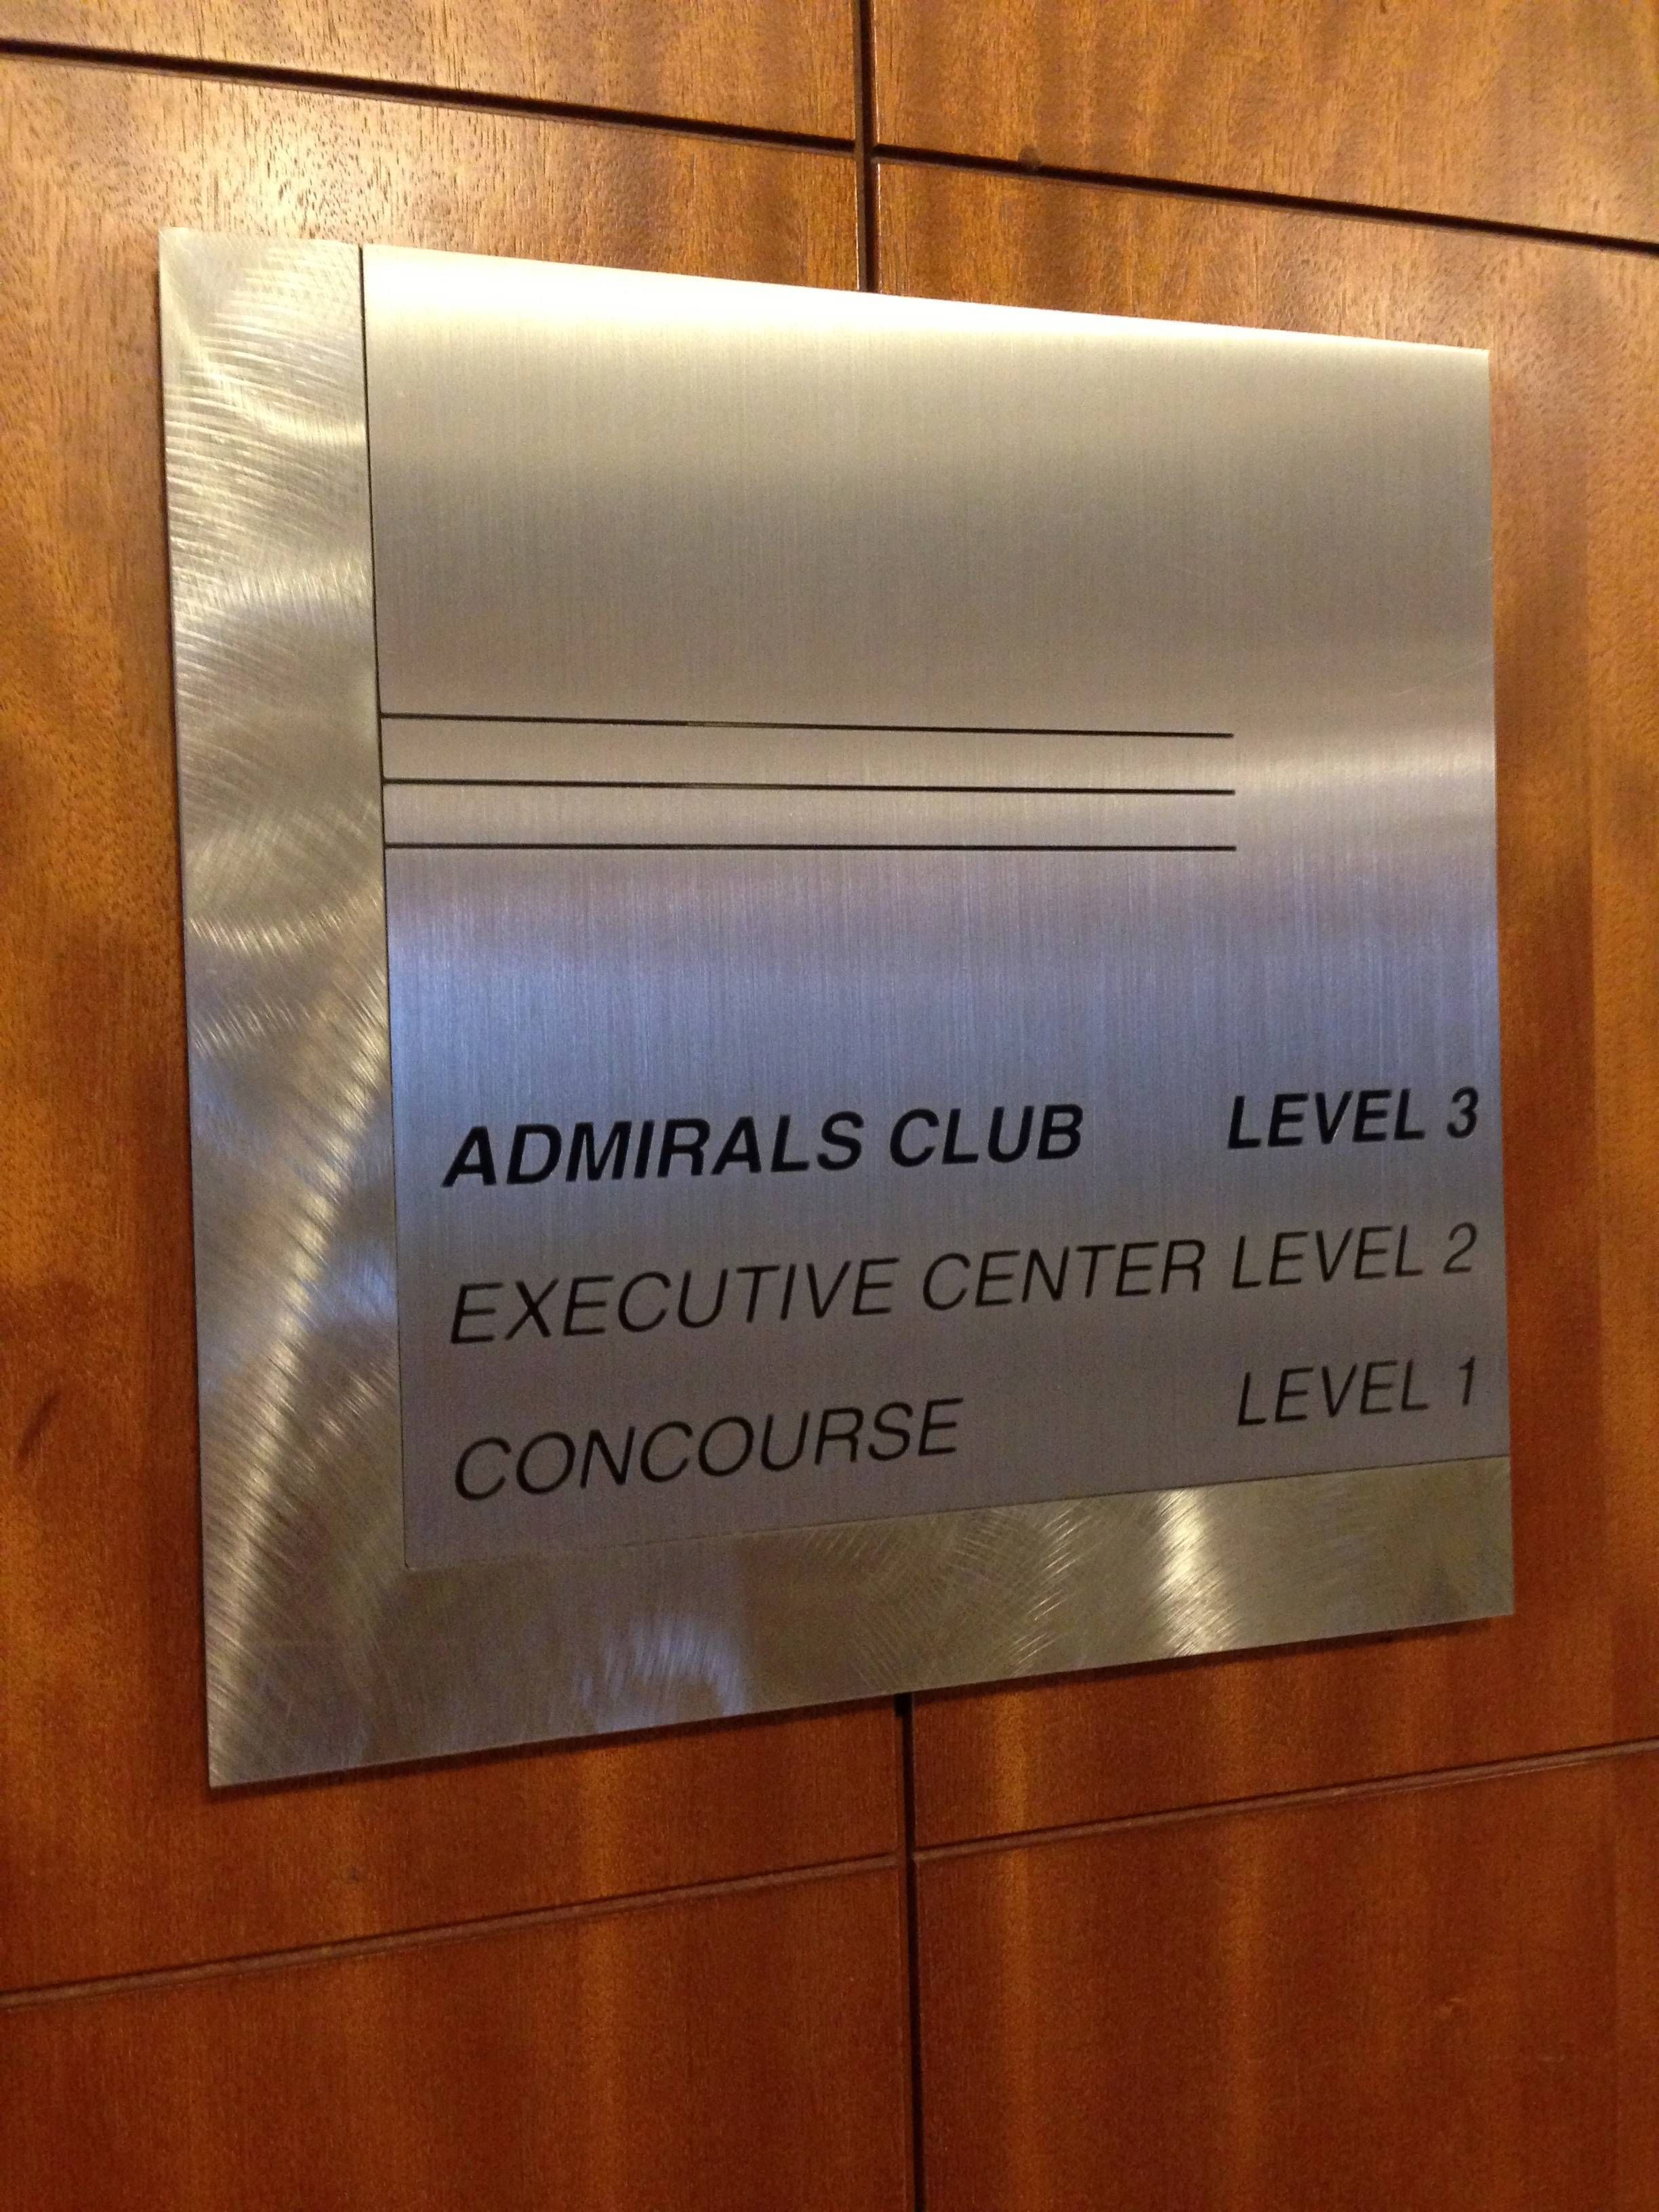 ADMIRALS CLUB LEVEL 3
EXECUTIVE CENTER LEVEL 2
CONCOURSE LEVEL 1